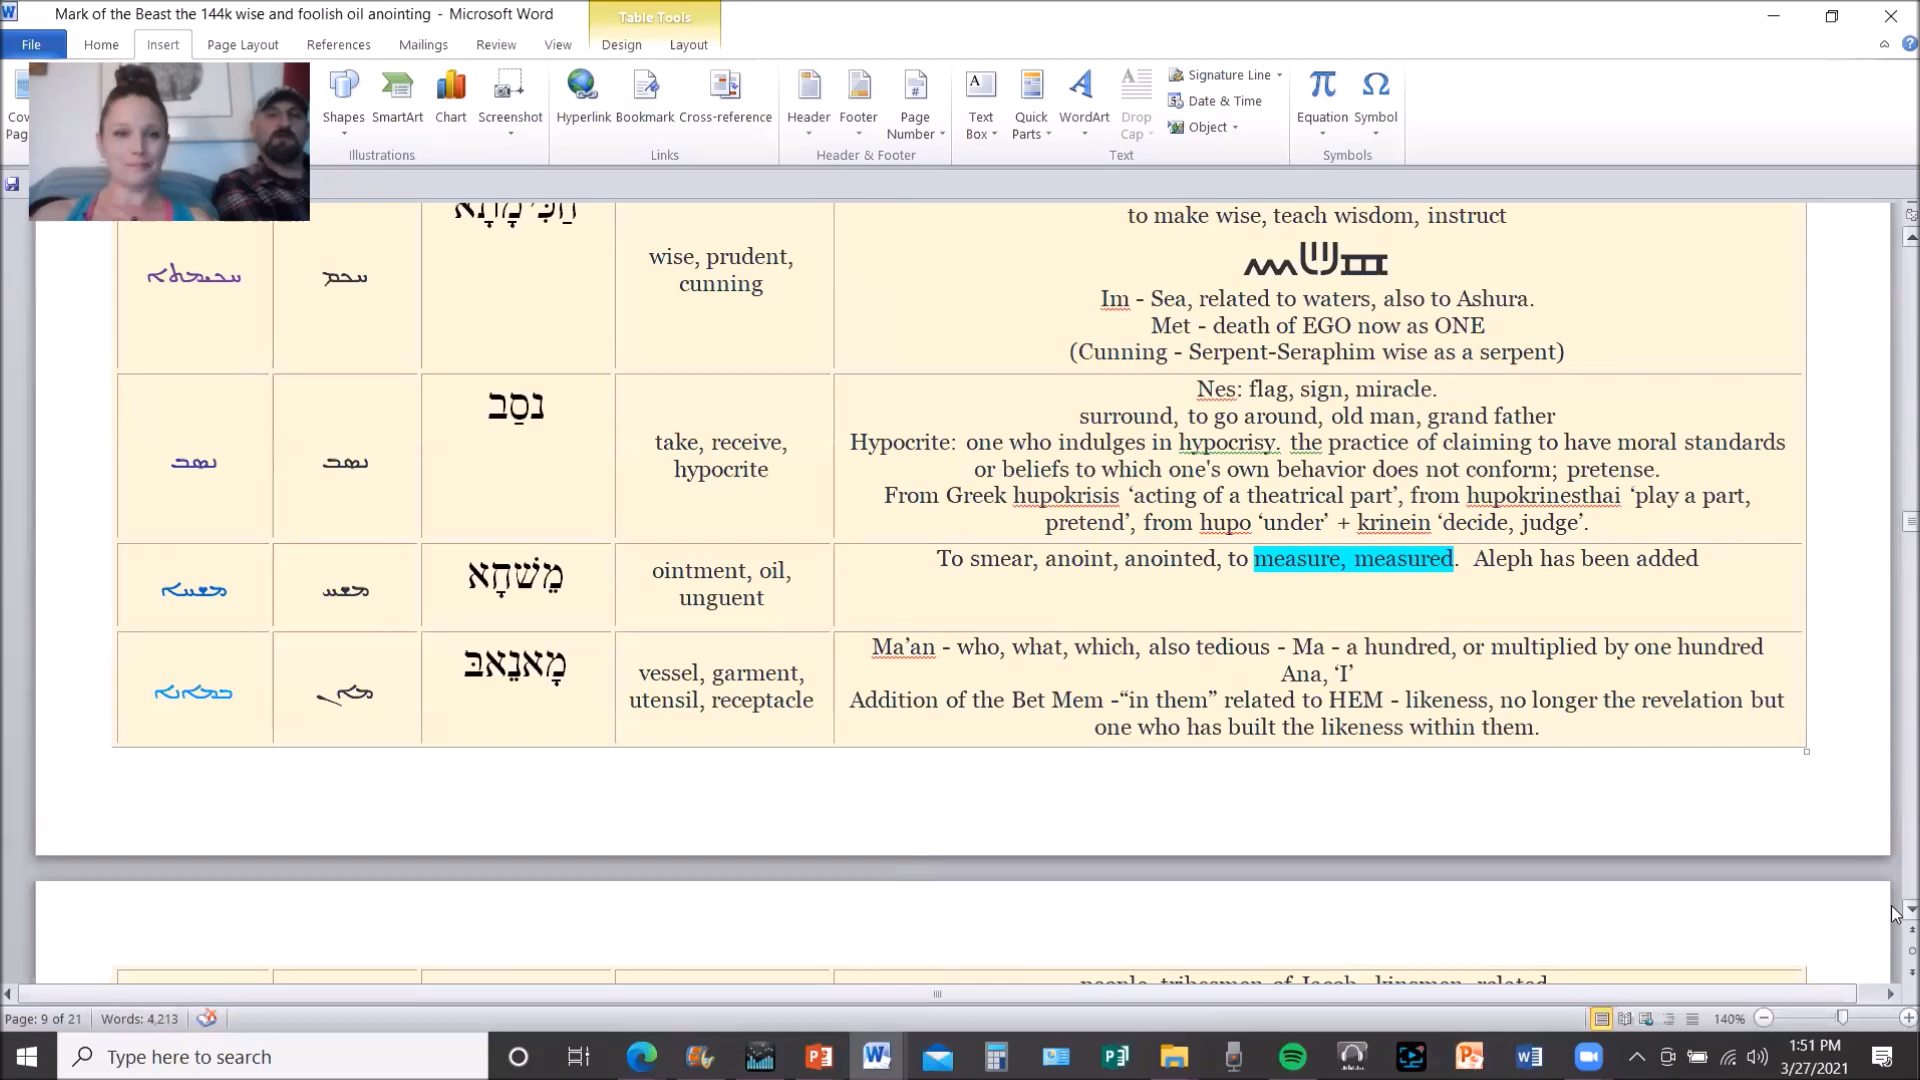 Mark of the Beast the 144k wise and foolish oil anointing - Microsoft Word
Table Tools
File Home Insert Page Layout References Mailings Review View Design Layout
Shapes SmartArt Chart Screenshot Hyperlink Bookmark Cross-reference Header Footer Page Number Text Box Quick Parts WordArt Drop Cap Signature Line Date & Time Object Equation Symbol
Illustrations Links Header & Footer Text Symbols
to make wise, teach wisdom, instruct
ܚܟܝܡܬܐ ܚܟܡ חַכִּימָתָא wise, prudent,
cunning
Im - Sea, related to waters, also to Ashura.
Met - death of EGO now as ONE
(Cunning - Serpent-Seraphim wise as a serpent)
ܢܣܒ ܢܣܒ נסַב take, receive,
hypocrite
Nes: flag, sign, miracle.
surround, to go around, old man, grand father
Hypocrite: one who indulges in hypocrisy. the practice of claiming to have moral standards
or beliefs to which one's own behavior does not conform; pretense.
From Greek hupokrisis ‘acting of a theatrical part’, from hupokrinesthai ‘play a part,
pretend’, from hupo ‘under’ + krinein ‘decide, judge’.
ܡܫܚܐ ܡܫܚ מֵשׁחָא ointment, oil,
unguent
To smear, anoint, anointed, to measure, measured. Aleph has been added
ܒܡܐܢܐ ܡܐܢ מָאנֵאבּ vessel, garment,
utensil, receptacle
Ma’an - who, what, which, also tedious - Ma - a hundred, or multiplied by one hundred
Ana, ‘I’
Addition of the Bet Mem -“in them” related to HEM - likeness, no longer the revelation but
one who has built the likeness within them.
Page: 9 of 21 Words: 4,213 140%
Type here to search
1:51 PM
3/27/2021